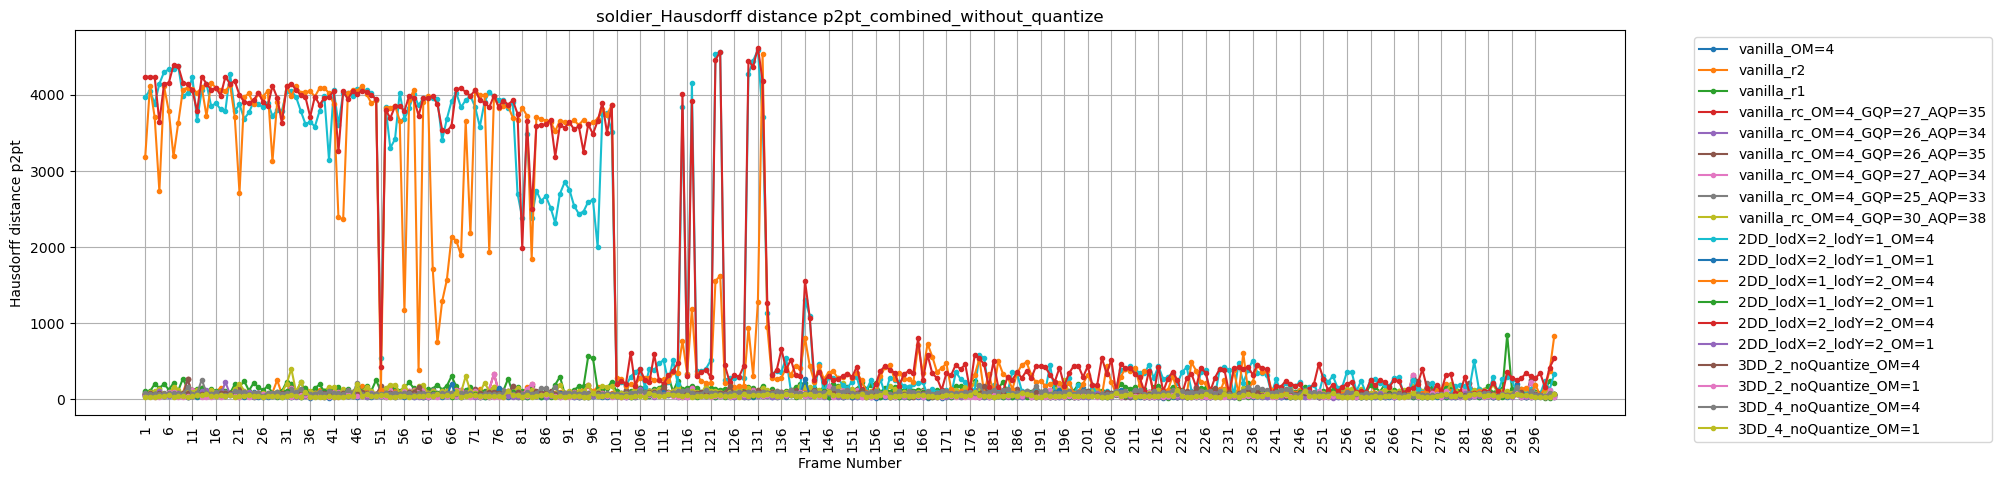 soldier_Hausdorff distance p2pt_combined_without_quantize
Hausdorff distance p2pt
4000
3000
2000
1000
0
1 6 11 16 21 26 31 36 41 46 51 56 61 66 71 76 81 86 91 96 101 106 111 116 121 126 131 136 141 146 151 156 161 166 171 176 181 186 191 196 201 206 211 216 221 226 231 236 241 246 251 256 261 266 271 276 281 286 291 296
Frame Number
vanilla_OM=4
vanilla_r2
vanilla_r1
vanilla_rc_OM=4_GQP=27_AQP=35
vanilla_rc_OM=4_GQP=26_AQP=34
vanilla_rc_OM=4_GQP=26_AQP=35
vanilla_rc_OM=4_GQP=27_AQP=34
vanilla_rc_OM=4_GQP=25_AQP=33
vanilla_rc_OM=4_GQP=30_AQP=38
2DD_lodX=2_lodY=1_OM=4
2DD_lodX=2_lodY=1_OM=1
2DD_lodX=1_lodY=2_OM=4
2DD_lodX=1_lodY=2_OM=1
2DD_lodX=2_lodY=2_OM=4
2DD_lodX=2_lodY=2_OM=1
3DD_2_noQuantize_OM=4
3DD_2_noQuantize_OM=1
3DD_4_noQuantize_OM=4
3DD_4_noQuantize_OM=1